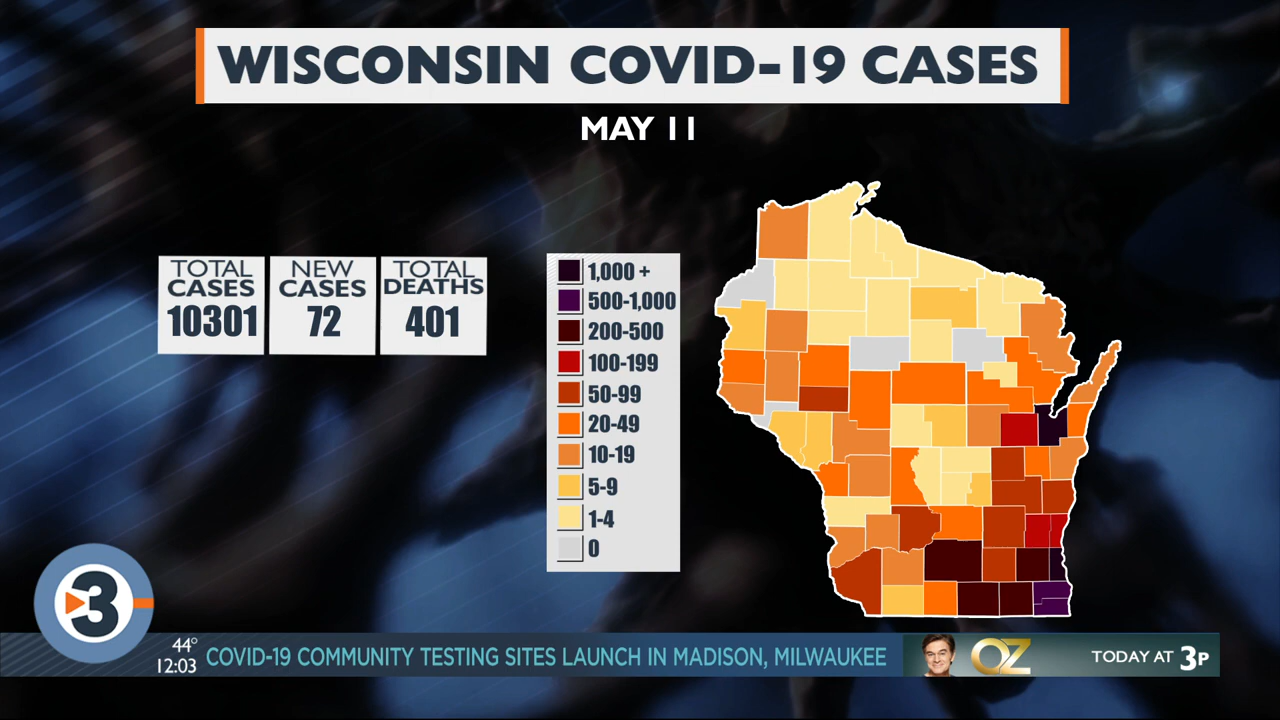 WISCONSIN COVID-19 CASES
MAY 11
TOTAL
CASES
10301
NEW
CASES
72
TOTAL
DEATHS
401
1,000 +
500-1,000
200-500
100-199
50-99
20-49
10-19
5-9
1-4
0
3
44°
12:03
COVID-19 COMMUNITY TESTING SITES LAUNCH IN MADISON, MILWAUKEE
OZ
TODAY AT 3P